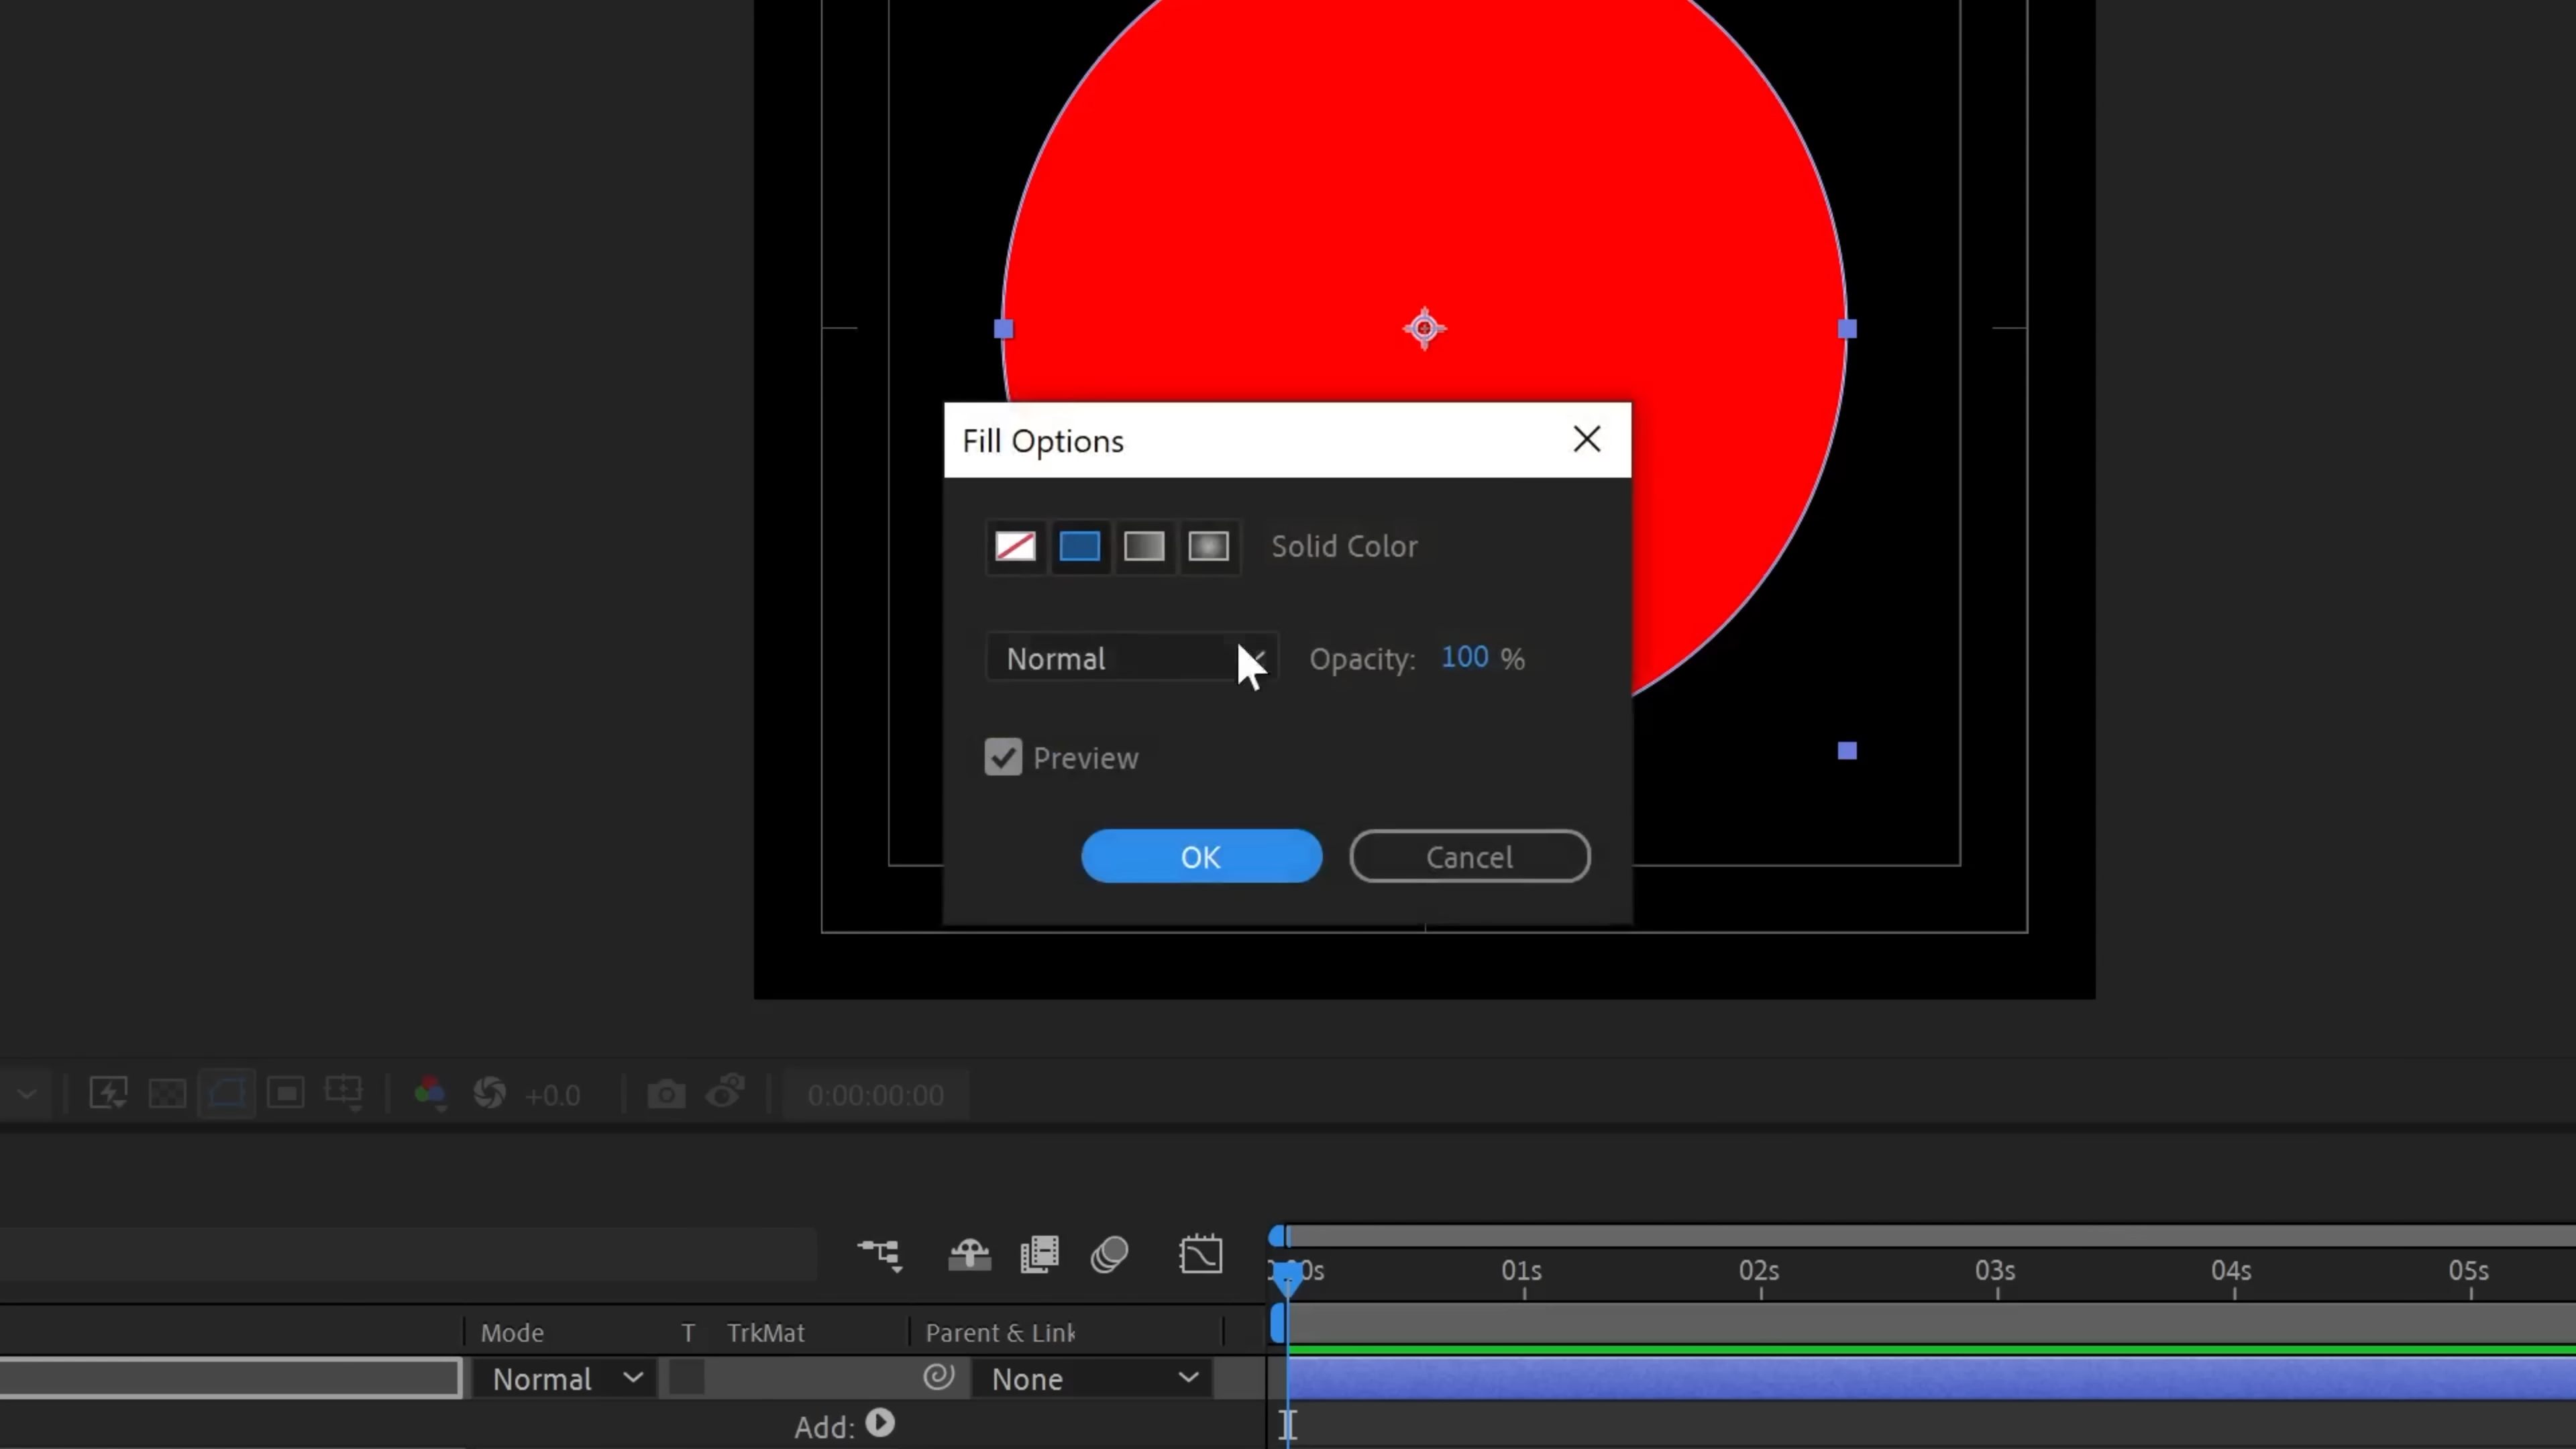 Fill Options
Solid Color
Normal
Opacity: 100 %
Preview
OK
Cancel
+0.0
0:00:00:00
01s
02s
03s
04s
05s
Mode
T
TrkMat
Parent & Link
Normal
None
Add: